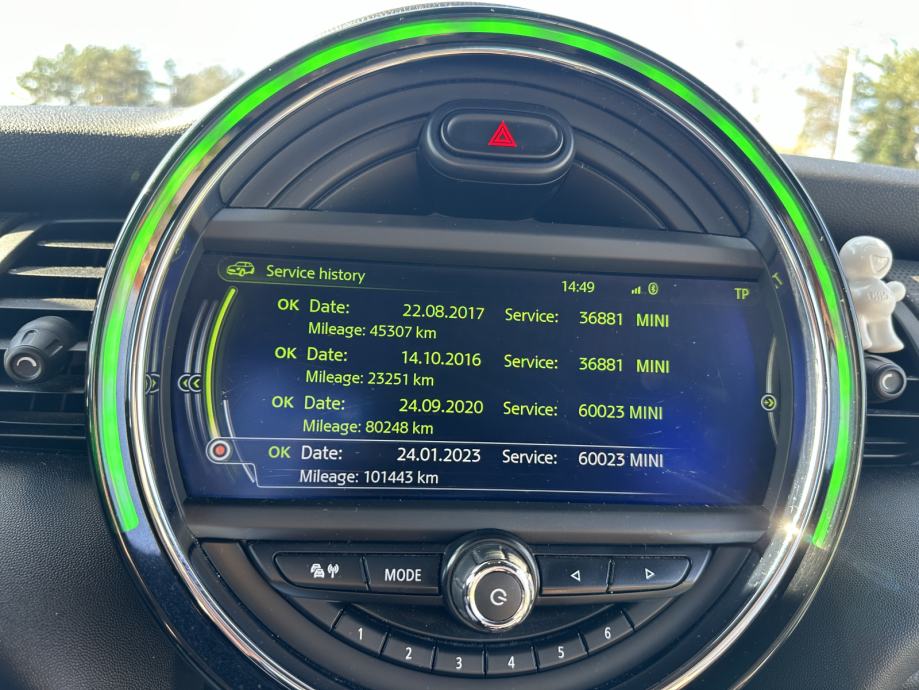 Service history 14:49 TP
OK Date: 22.08.2017 Service: 36881 MINI
Mileage: 45307 km
OK Date: 14.10.2016 Service: 36881 MINI
Mileage: 23251 km
OK Date: 24.09.2020 Service: 60023 MINI
Mileage: 80248 km
OK Date: 24.01.2023 Service: 60023 MINI
Mileage: 101443 km
MODE
1 2 3 4 5 6